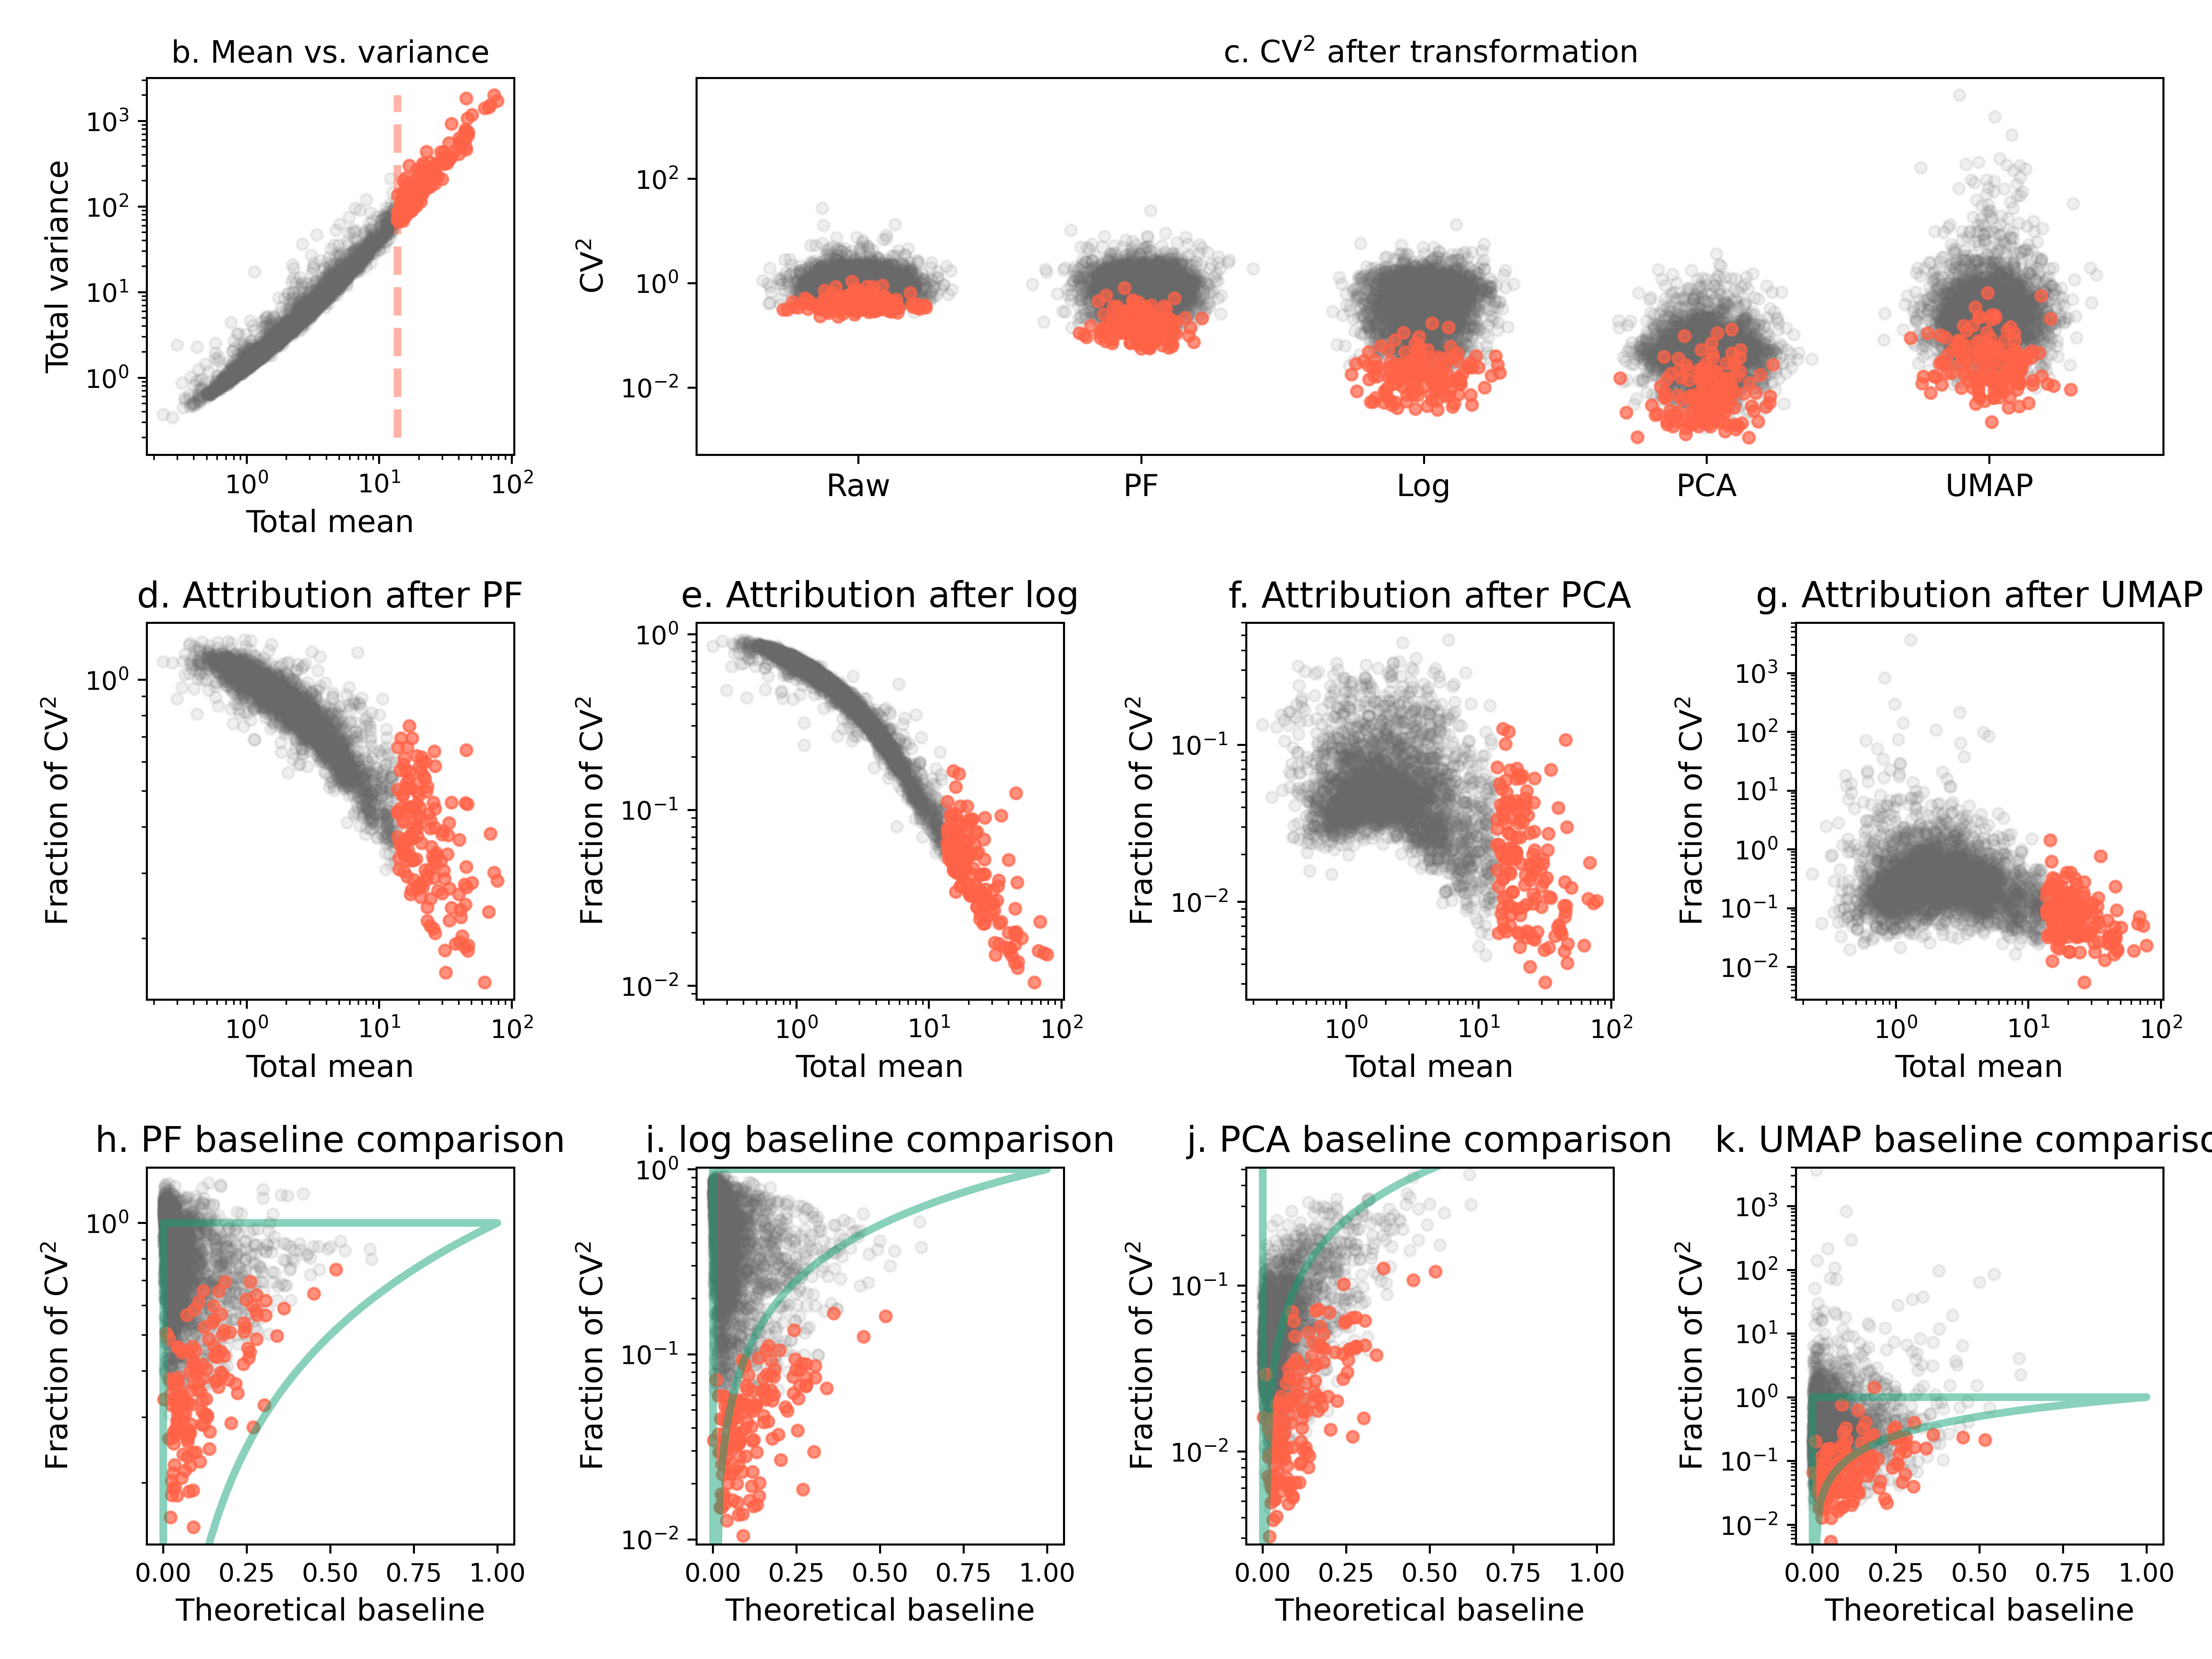 b. Mean vs. variance
c. CV² after transformation
Total variance
10³
10²
10¹
10⁰
10⁰ 10¹ 10²
Total mean
CV²
10²
10⁰
10⁻²
Raw PF Log PCA UMAP
d. Attribution after PF
e. Attribution after log
f. Attribution after PCA
g. Attribution after UMAP
Fraction of CV²
10⁰
10⁰ 10¹ 10²
Total mean
Fraction of CV²
10⁰
10⁻¹
10⁻²
10⁰ 10¹ 10²
Total mean
Fraction of CV²
10⁻¹
10⁻²
10⁰ 10¹ 10²
Total mean
Fraction of CV²
10³
10²
10¹
10⁰
10⁻¹
10⁻²
10⁰ 10¹ 10²
Total mean
h. PF baseline comparison
i. log baseline comparison
j. PCA baseline comparison
k. UMAP baseline comparis
Fraction of CV²
10⁰
0.00 0.25 0.50 0.75 1.00
Theoretical baseline
Fraction of CV²
10⁰
10⁻¹
10⁻²
0.00 0.25 0.50 0.75 1.00
Theoretical baseline
Fraction of CV²
10⁻¹
10⁻²
0.00 0.25 0.50 0.75 1.00
Theoretical baseline
Fraction of CV²
10³
10²
10¹
10⁰
10⁻¹
10⁻²
0.00 0.25 0.50 0.75 1.00
Theoretical baseline